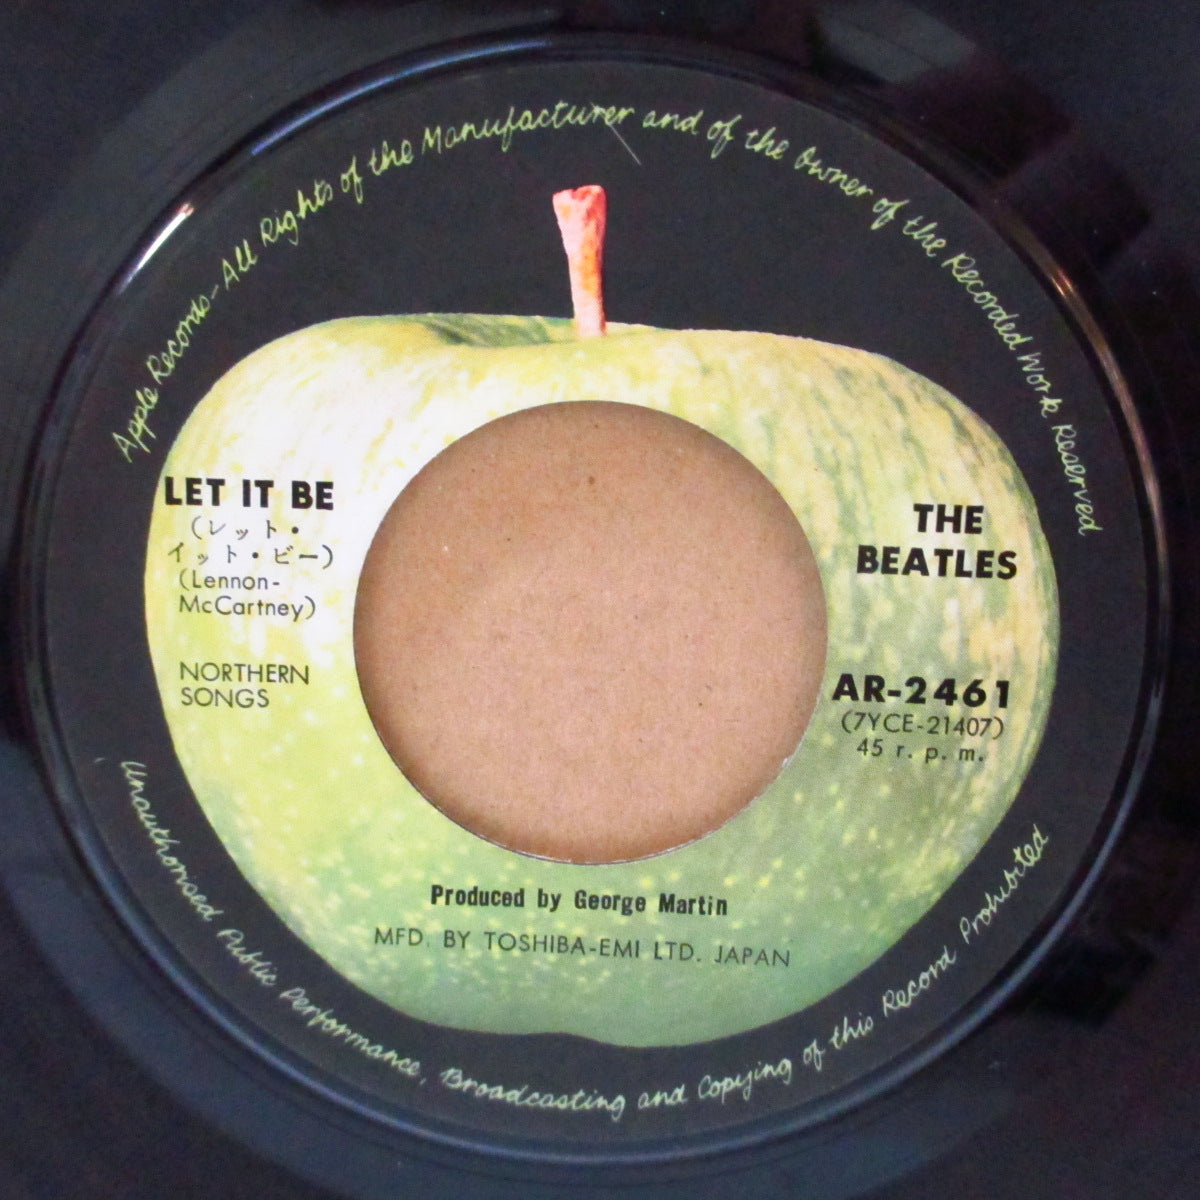 Apple Records-All Rights of the Manufacturer and of the Owner of the Recorded Work Reserved
LET IT BE
(レット・
イット・ビー)
(Lennon-
McCartney)
NORTHERN
SONGS
THE
BEATLES
AR-2461
(7YCE-21407)
45 r. p. m.
Produced by George Martin
MFD. BY TOSHIBA-EMI LTD. JAPAN
Unauthorised Public Performance, Broadcasting and Copying of this Record Prohibited